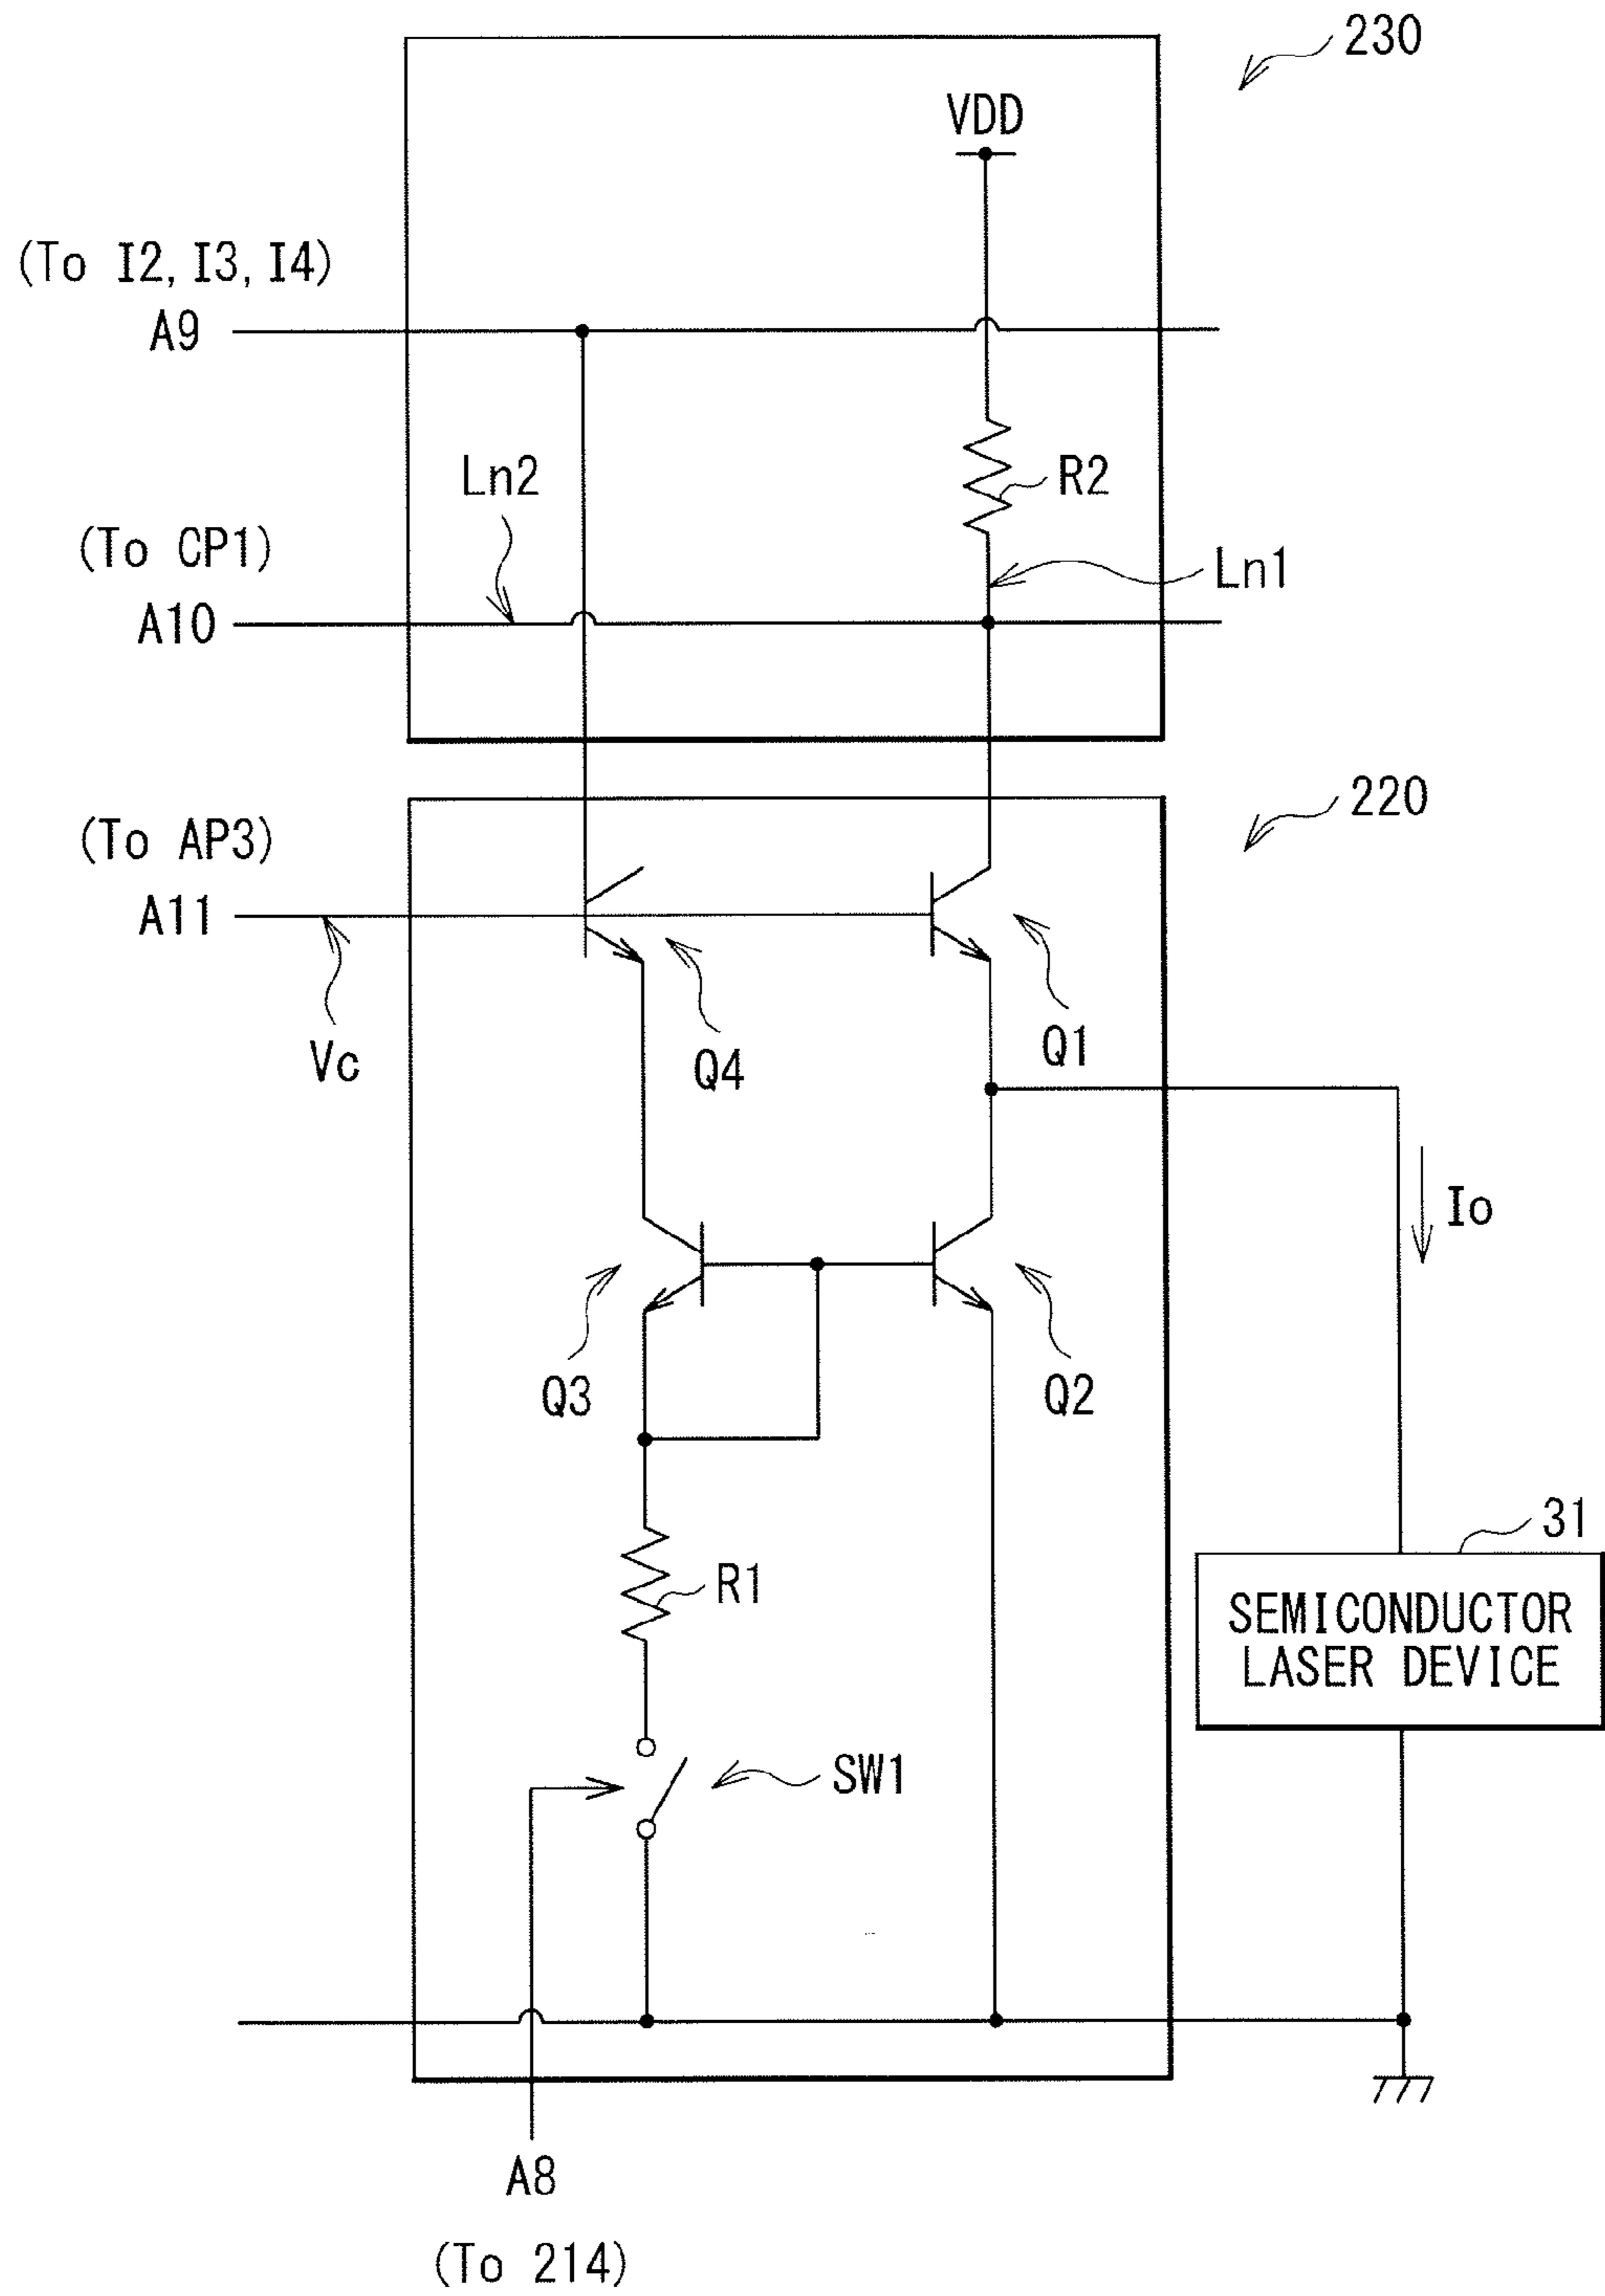 230
VDD
(To I2, I3, I4)
A9
Ln2
R2
(To CP1)
Ln1
A10
220
(To AP3)
A11
Vc
Q4
Q1
Io
Q3
Q2
31
R1
SEMICONDUCTOR
LASER DEVICE
SW1
A8
(To 214)